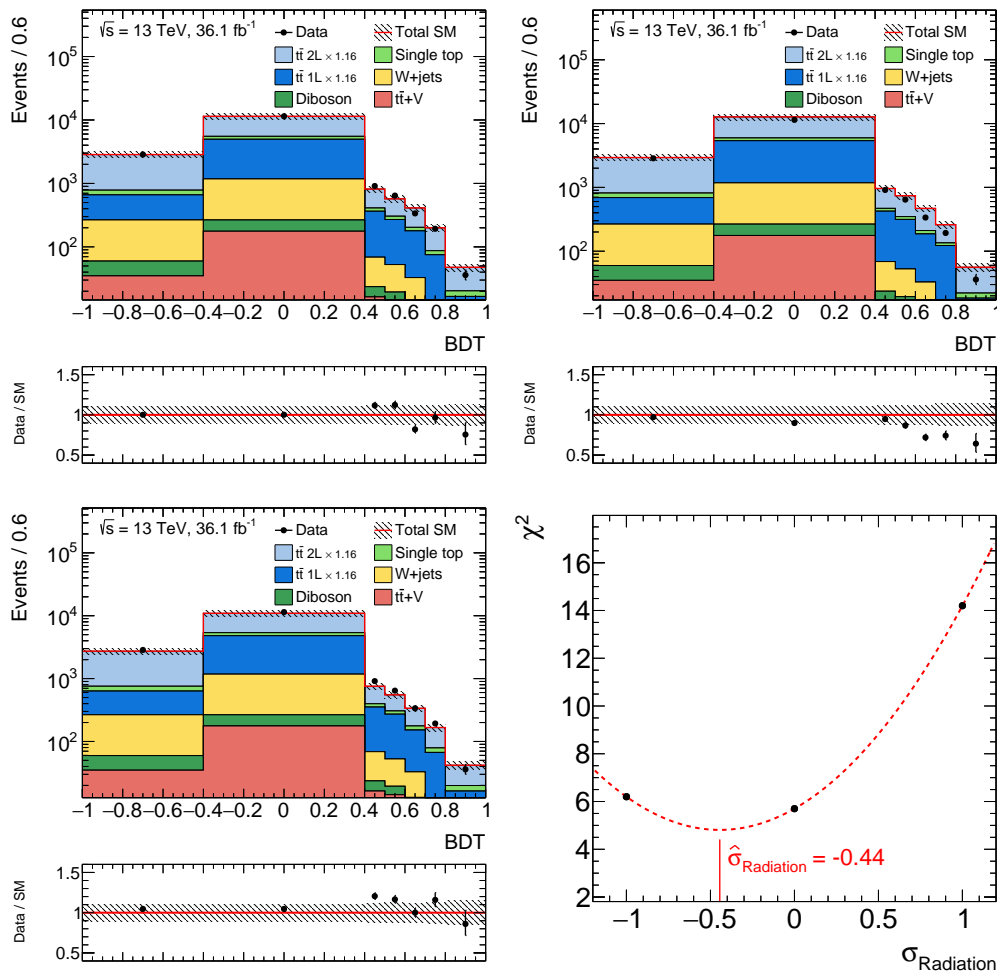 √s = 13 TeV, 36.1 fb⁻¹
Data
Total SM
tt̄ 2L × 1.16
Single top
tt̄ 1L × 1.16
W+jets
Diboson
tt̄+V
Events / 0.6
10⁵
10⁴
10³
10²
−1 −0.8 −0.6 −0.4 −0.2 0 0.2 0.4 0.6 0.8 1
BDT
Data / SM
1.5
1
0.5
√s = 13 TeV, 36.1 fb⁻¹
Data
Total SM
tt̄ 2L × 1.16
Single top
tt̄ 1L × 1.16
W+jets
Diboson
tt̄+V
Events / 0.6
10⁵
10⁴
10³
10²
−1 −0.8 −0.6 −0.4 −0.2 0 0.2 0.4 0.6 0.8 1
BDT
Data / SM
1.5
1
0.5
√s = 13 TeV, 36.1 fb⁻¹
Data
Total SM
tt̄ 2L × 1.16
Single top
tt̄ 1L × 1.16
W+jets
Diboson
tt̄+V
Events / 0.6
10⁵
10⁴
10³
10²
−1 −0.8 −0.6 −0.4 −0.2 0 0.2 0.4 0.6 0.8 1
BDT
Data / SM
1.5
1
0.5
χ²
16
14
12
10
8
6
4
2
σ̂Radiation = -0.44
−1 −0.5 0 0.5 1
σRadiation